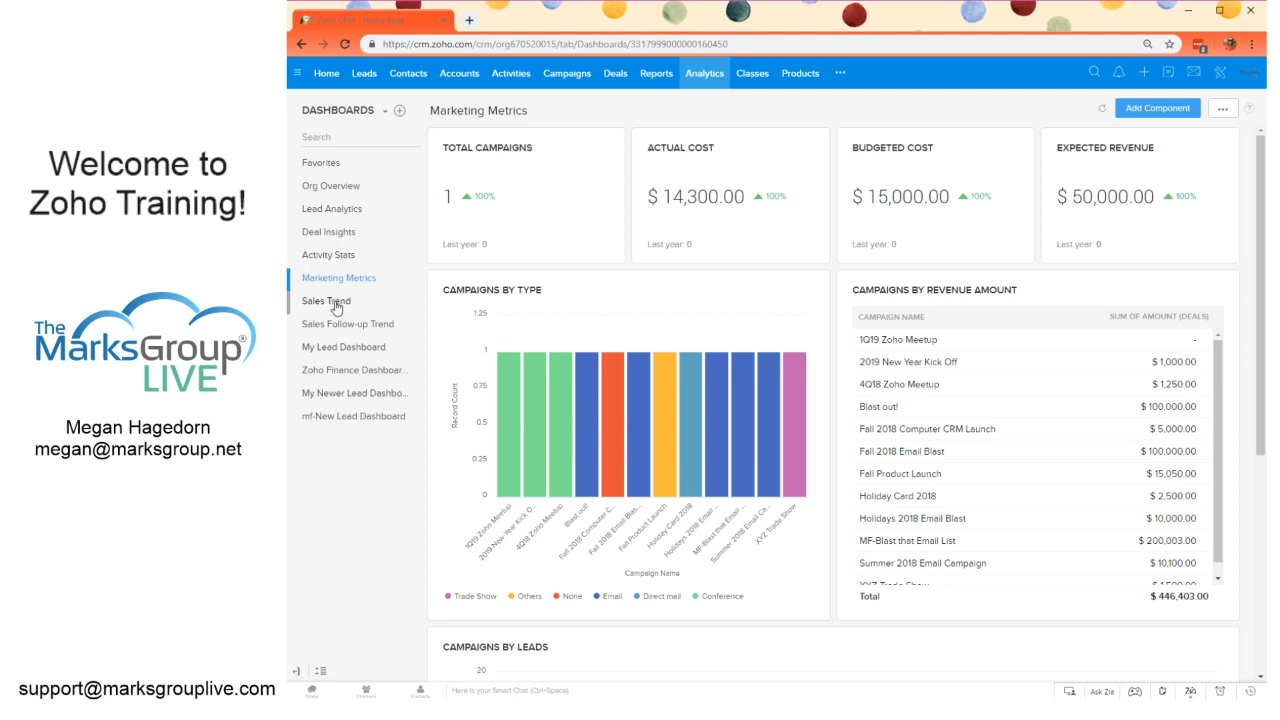 Welcome to
Zoho Training!
The
MarksGroup®
LIVE
Megan Hagedorn
megan@marksgroup.net
support@marksgrouplive.com
Zoho CRM - Home Page
https://crm.zoho.com/crm/org670520015/tab/Dashboards/3317999000000160450
Home Leads Contacts Accounts Activities Campaigns Deals Reports Analytics Classes Products
DASHBOARDS
Search
Favorites
Org Overview
Lead Analytics
Deal Insights
Activity Stats
Marketing Metrics
Sales Trend
Sales Follow-up Trend
My Lead Dashboard
Zoho Finance Dashboar...
My Newer Lead Dashbo...
mf-New Lead Dashboard
Marketing Metrics
Add Component
TOTAL CAMPAIGNS
1 100%
Last year: 0
ACTUAL COST
$ 14,300.00 100%
Last year: 0
BUDGETED COST
$ 15,000.00 100%
Last year: 0
EXPECTED REVENUE
$ 50,000.00 100%
Last year: 0
CAMPAIGNS BY TYPE
1.25
1
0.75
0.5
0.25
0
Record Count
1Q19 Zoho Meetup
2019 New Year Kick O...
4Q18 Zoho Meetup
Blast out!
Fall 2018 Computer C...
Fall 2018 Email Blas...
Fall Product Launch
Holiday Card 2018
Holidays 2018 Email ...
MF-Blast that Email ...
Summer 2018 Email Ca...
XYZ Trade Show
Campaign Name
Trade Show Others None Email Direct mail Conference
CAMPAIGNS BY REVENUE AMOUNT
CAMPAIGN NAME SUM OF AMOUNT (DEALS)
1Q19 Zoho Meetup -
2019 New Year Kick Off $ 1,000.00
4Q18 Zoho Meetup $ 1,250.00
Blast out! $ 100,000.00
Fall 2018 Computer CRM Launch $ 5,000.00
Fall 2018 Email Blast $ 100,000.00
Fall Product Launch $ 15,050.00
Holiday Card 2018 $ 2,500.00
Holidays 2018 Email Blast $ 10,000.00
MF-Blast that Email List $ 200,003.00
Summer 2018 Email Campaign $ 10,100.00
XYZ Trade Show $ 1,500.00
Total $ 446,403.00
CAMPAIGNS BY LEADS
20
Chats Channels Contacts Here is your Smart Chat (Ctrl+Space) Ask Zia